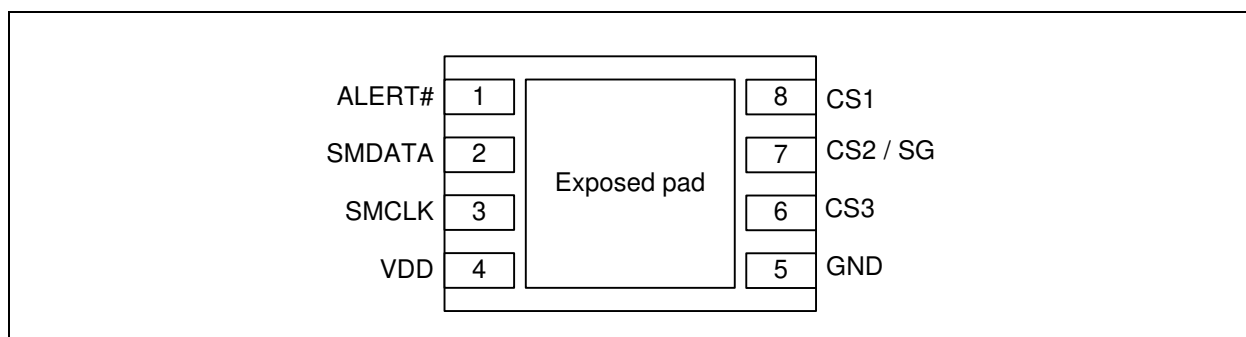 ALERT# 1 8 CS1
SMDATA 2 7 CS2 / SG
Exposed pad
SMCLK 3 6 CS3
VDD 4 5 GND